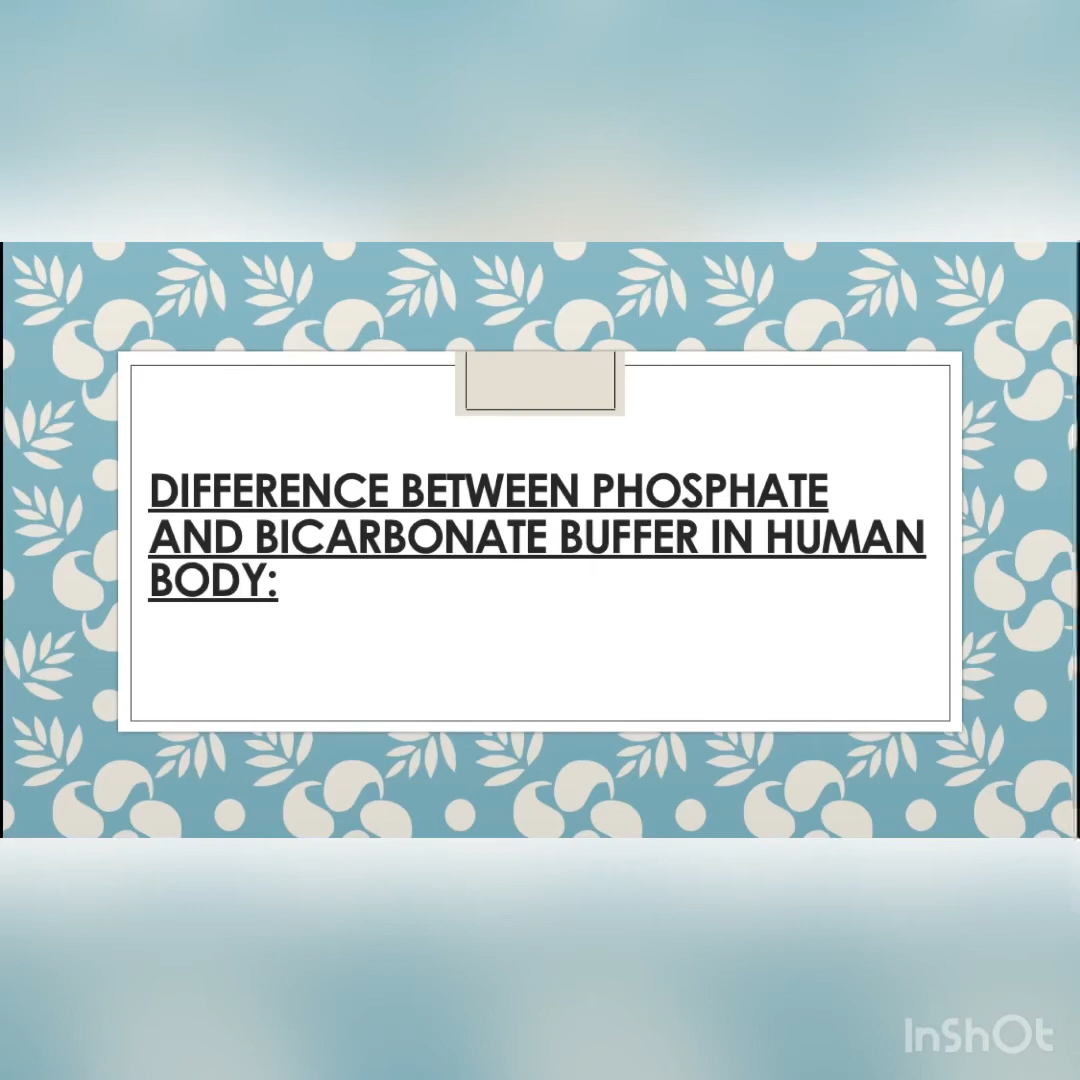 DIFFERENCE BETWEEN PHOSPHATE
AND BICARBONATE BUFFER IN HUMAN
BODY:
InShOt